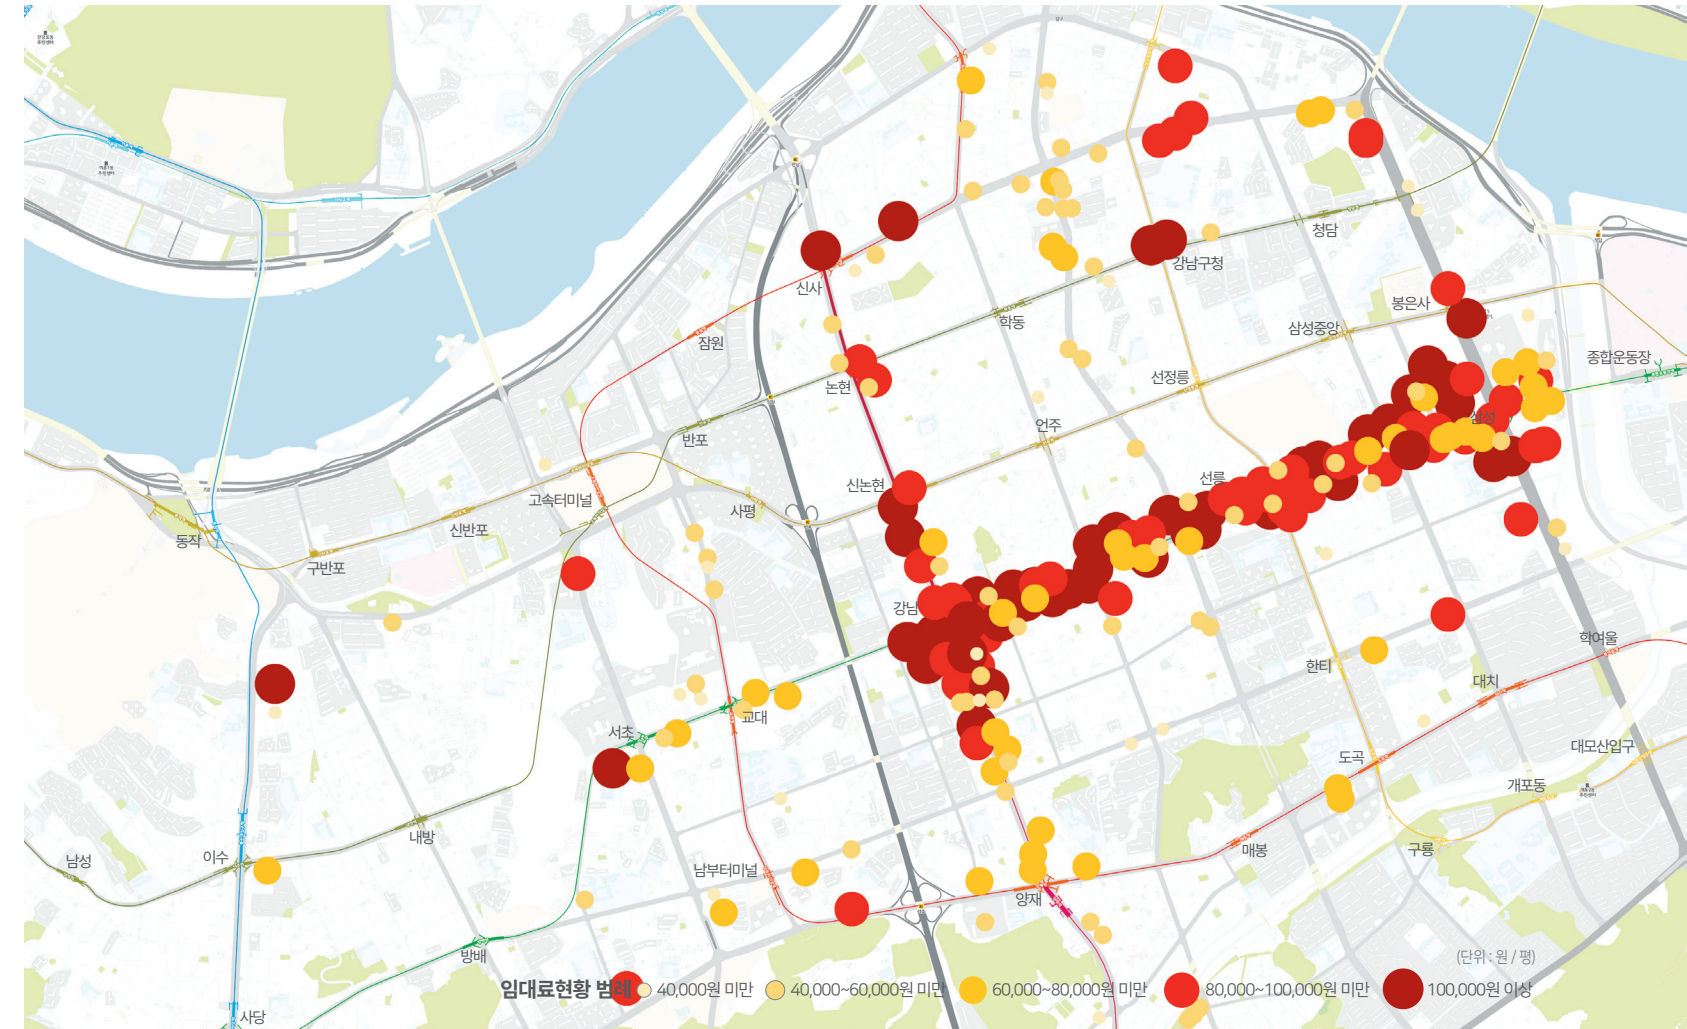 신사
잠원
논현
학동
강남구청
청담
봉은사
삼성중앙
종합운동장
선정릉
반포
언주
삼성
선릉
신논현
고속터미널
사평
신반포
동작
구반포
강남
한티
학여울
대치
교대
서초
도곡
대모산입구
개포동
내방
이수
남성
매봉
구룡
남부터미널
양재
방배
사당
(단위 : 원 / 평)
임대료현황 범례 40,000원 미만 40,000~60,000원 미만 60,000~80,000원 미만 80,000~100,000원 미만 100,000원 이상